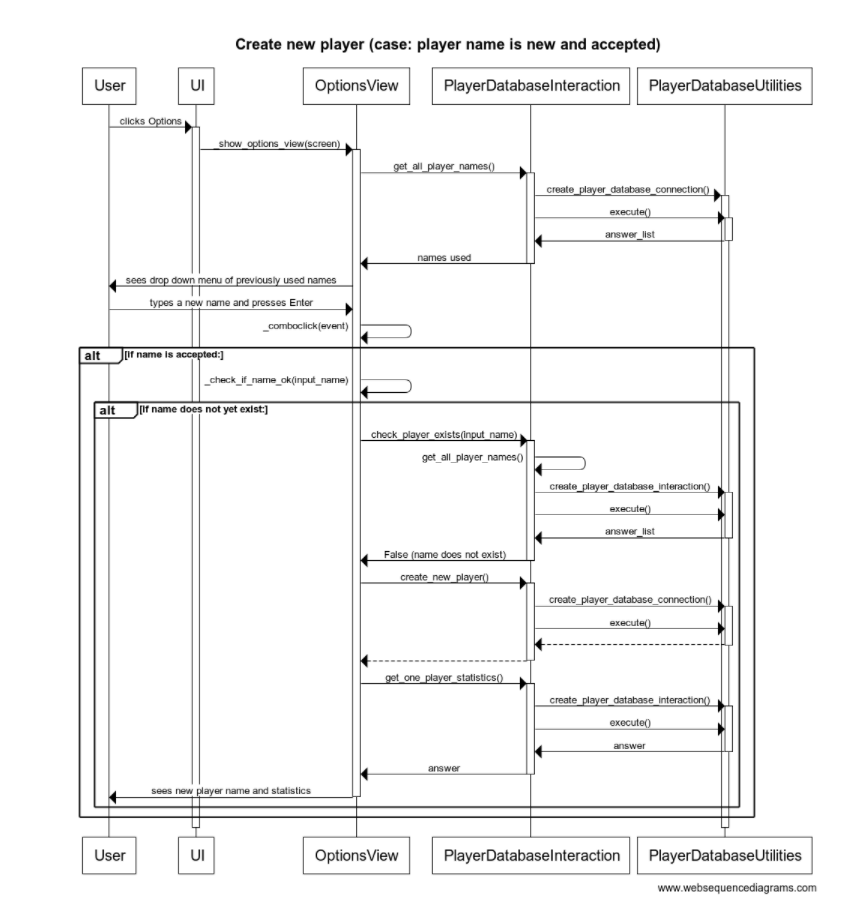 Create new player (case: player name is new and accepted)
User UI OptionsView PlayerDatabaseInteraction PlayerDatabaseUtilities
clicks Options
_show_options_view(screen)
get_all_player_names()
create_player_database_connection()
execute()
answer_list
names used
sees drop down menu of previously used names
types a new name and presses Enter
_comboclick(event)
alt [If name is accepted:]
_check_if_name_ok(input_name)
alt [If name does not yet exist:]
check_player_exists(input_name)
get_all_player_names()
create_player_database_interaction()
execute()
answer_list
False (name does not exist)
create_new_player()
create_player_database_connection()
execute()
get_one_player_statistics()
create_player_database_interaction()
execute()
answer
answer
sees new player name and statistics
User UI OptionsView PlayerDatabaseInteraction PlayerDatabaseUtilities
www.websequencediagrams.com